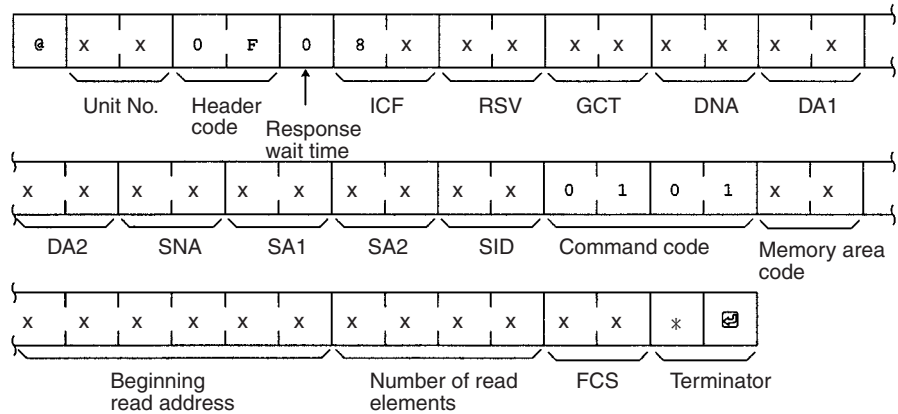 @ x x 0 F 0 8 x x x x x x x x x
Unit No. Header code Response wait time ICF RSV GCT DNA DA1
x x x x x x x x x x 0 1 0 1 x x
DA2 SNA SA1 SA2 SID Command code Memory area code
x x x x x x x x x x x x * ↵
Beginning read address Number of read elements FCS Terminator